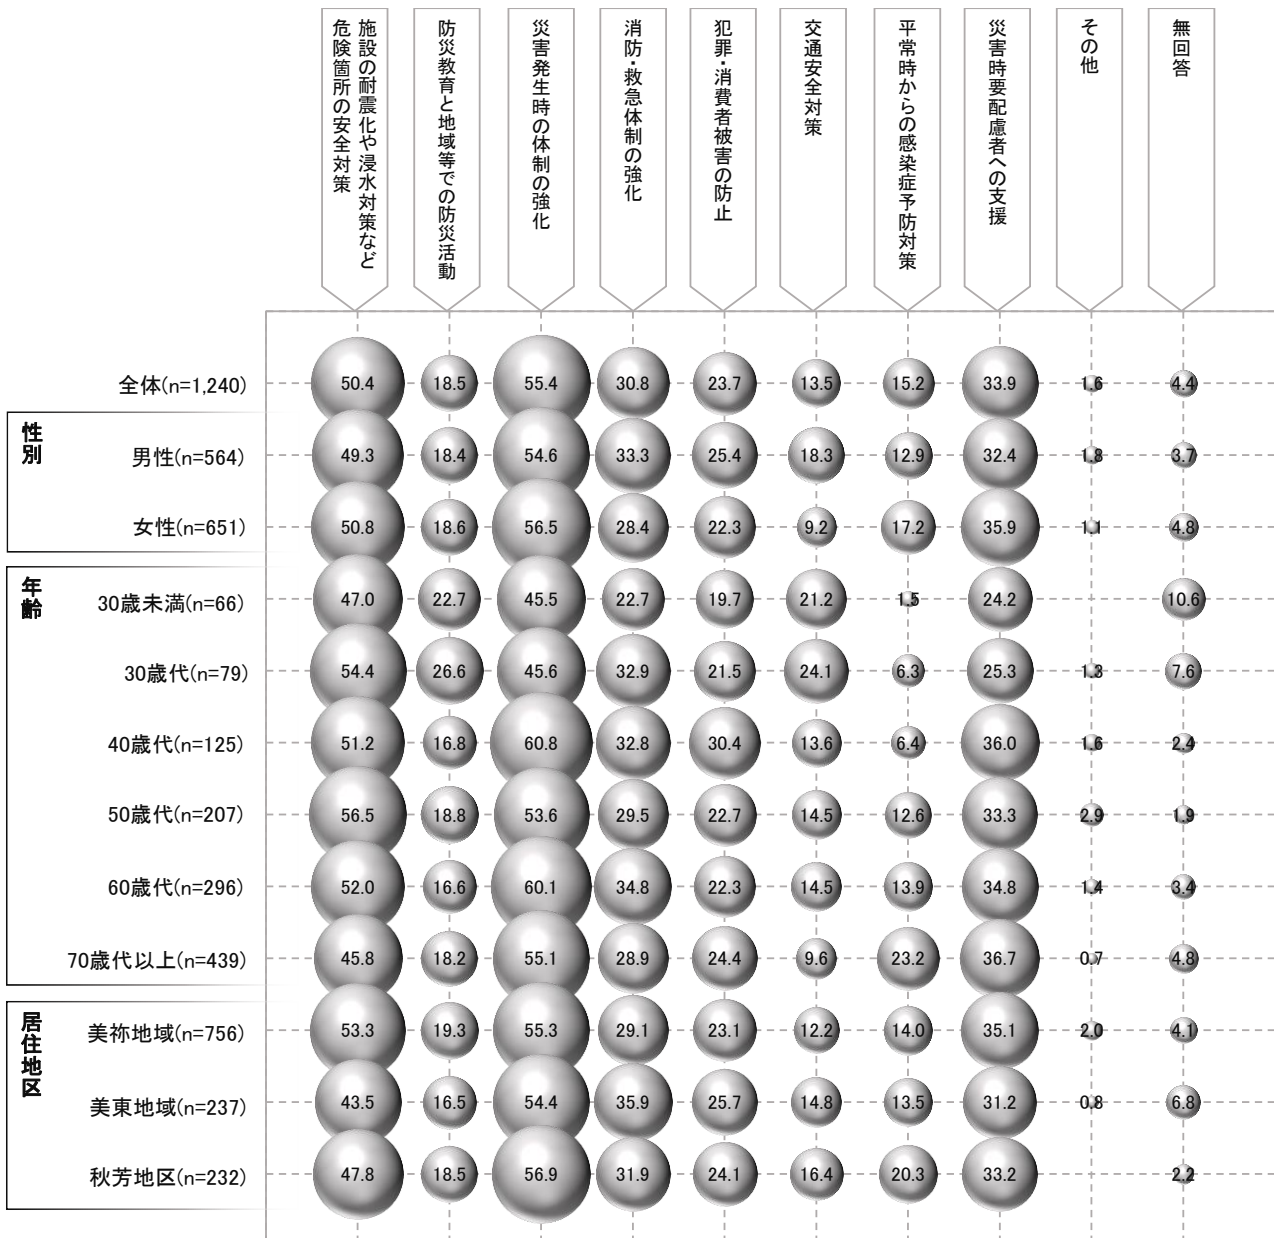 施設の耐震化や浸水対策など
危険箇所の安全対策
防災教育と地域等での防災活動
災害発生時の体制の強化
消防・救急体制の強化
犯罪・消費者被害の防止
交通安全対策
平常時からの感染症予防対策
災害時要配慮者への支援
その他
無回答
全体(n=1,240) 50.4 18.5 55.4 30.8 23.7 13.5 15.2 33.9 1.6 4.4
性別
男性(n=564) 49.3 18.4 54.6 33.3 25.4 18.3 12.9 32.4 1.8 3.7
女性(n=651) 50.8 18.6 56.5 28.4 22.3 9.2 17.2 35.9 1.1 4.8
年齢
30歳未満(n=66) 47.0 22.7 45.5 22.7 19.7 21.2 1.5 24.2 10.6
30歳代(n=79) 54.4 26.6 45.6 32.9 21.5 24.1 6.3 25.3 1.3 7.6
40歳代(n=125) 51.2 16.8 60.8 32.8 30.4 13.6 6.4 36.0 1.6 2.4
50歳代(n=207) 56.5 18.8 53.6 29.5 22.7 14.5 12.6 33.3 2.9 1.9
60歳代(n=296) 52.0 16.6 60.1 34.8 22.3 14.5 13.9 34.8 1.4 3.4
70歳代以上(n=439) 45.8 18.2 55.1 28.9 24.4 9.6 23.2 36.7 0.7 4.8
居住地区
美祢地域(n=756) 53.3 19.3 55.3 29.1 23.1 12.2 14.0 35.1 2.0 4.1
美東地域(n=237) 43.5 16.5 54.4 35.9 25.7 14.8 13.5 31.2 0.8 6.8
秋芳地区(n=232) 47.8 18.5 56.9 31.9 24.1 16.4 20.3 33.2 2.2